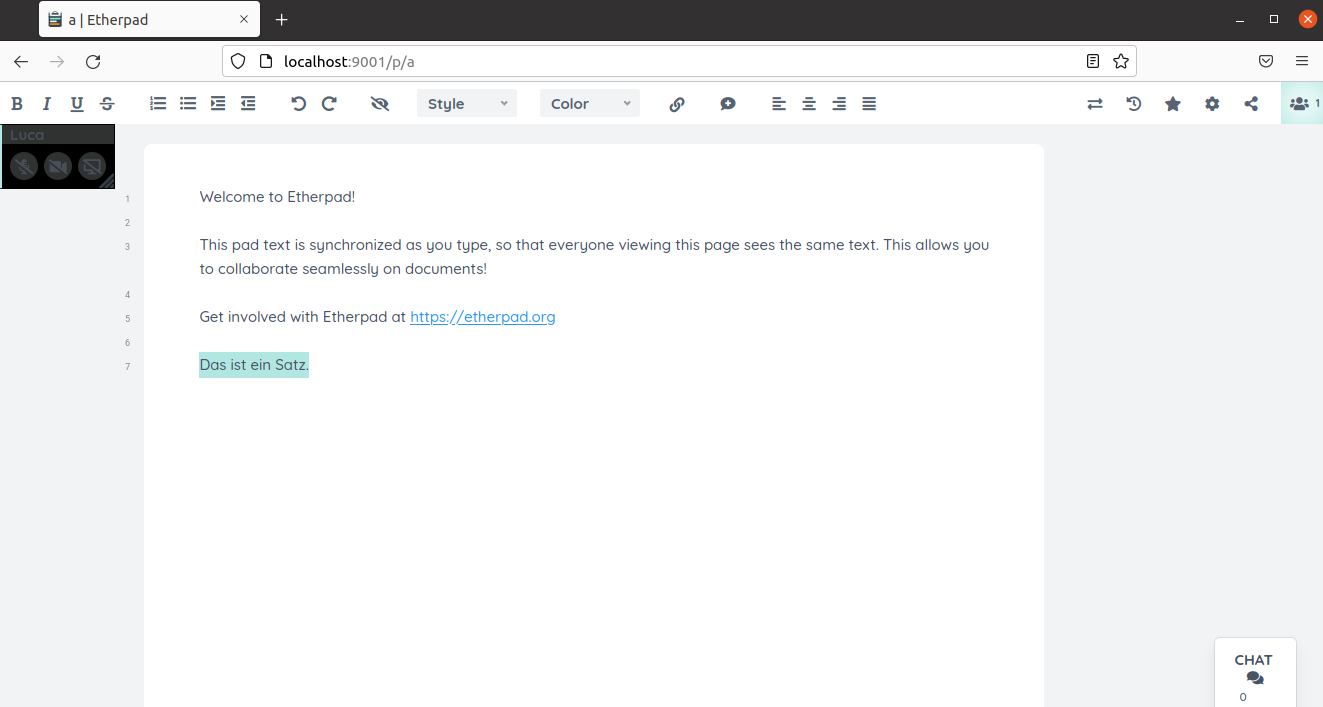 a | Etherpad
localhost:9001/p/a
B I U S Style Color 1
Luca
1 Welcome to Etherpad!
2
3 This pad text is synchronized as you type, so that everyone viewing this page sees the same text. This allows you
to collaborate seamlessly on documents!
4
5 Get involved with Etherpad at https://etherpad.org
6
7 Das ist ein Satz.
CHAT
0